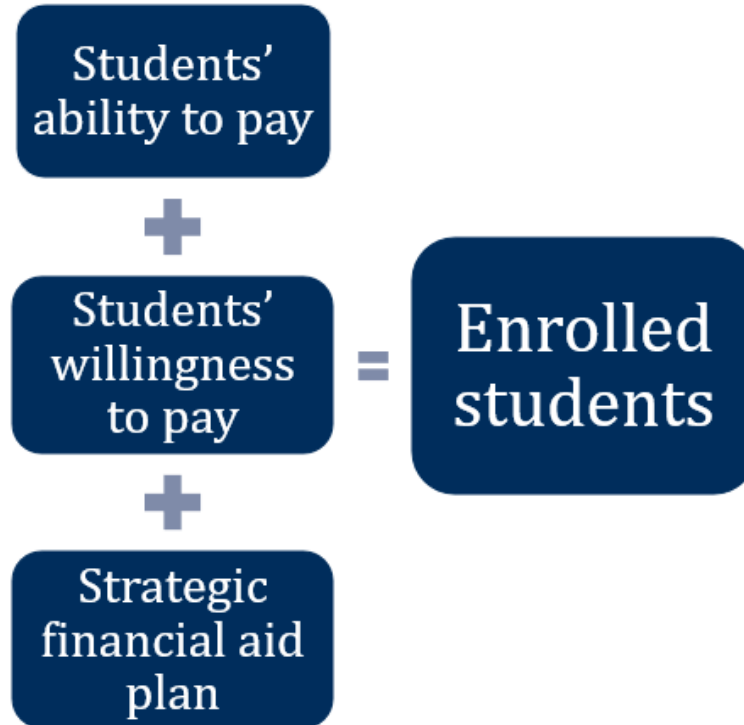 Students’
ability to pay
+
Students’
willingness
to pay
=
Enrolled
students
+
Strategic
financial aid
plan